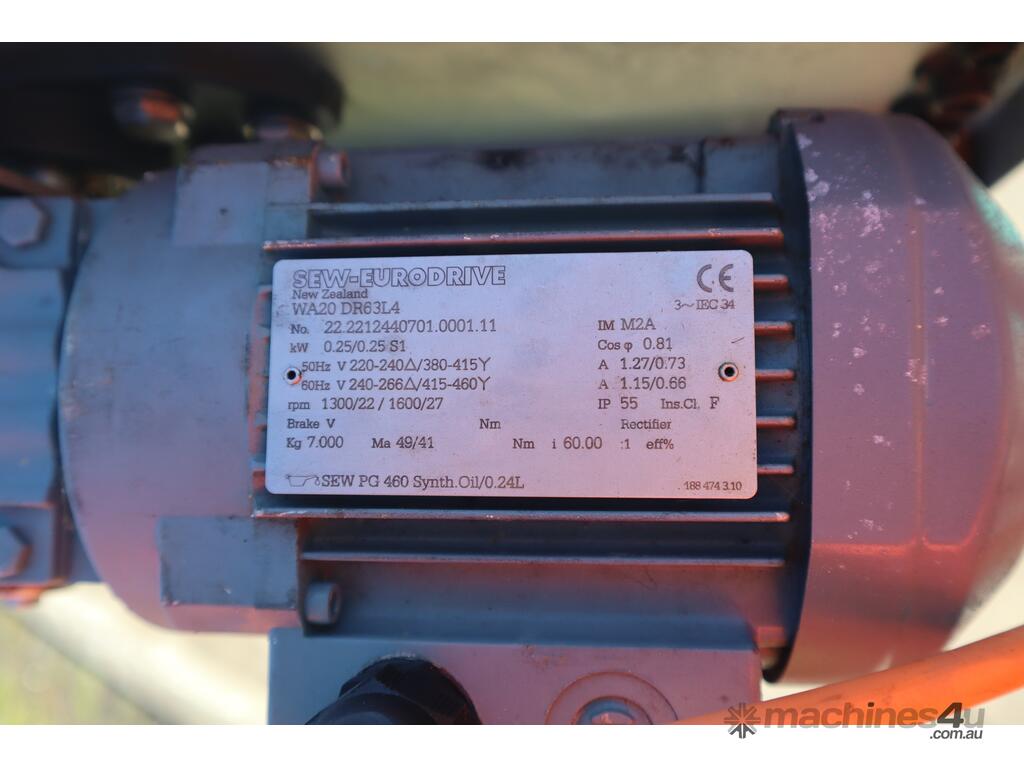 SEW-EURODRIVE CE
New Zealand
WA20 DR63L4 3~IEC 34
No. 22.2212440701.0001.11 IM M2A
kW 0.25/0.25 S1 Cos φ 0.81
50Hz V 220-240△/380-415Y A 1.27/0.73
60Hz V 240-266△/415-460Y A 1.15/0.66
rpm 1300/22 / 1600/27 IP 55 Ins.Cl. F
Brake V Nm Rectifier
Kg 7.000 Ma 49/41 Nm i 60.00 :1 eff%
SEW PG 460 Synth.Oil/0.24L 188 474 3.10
machines4u
.com.au